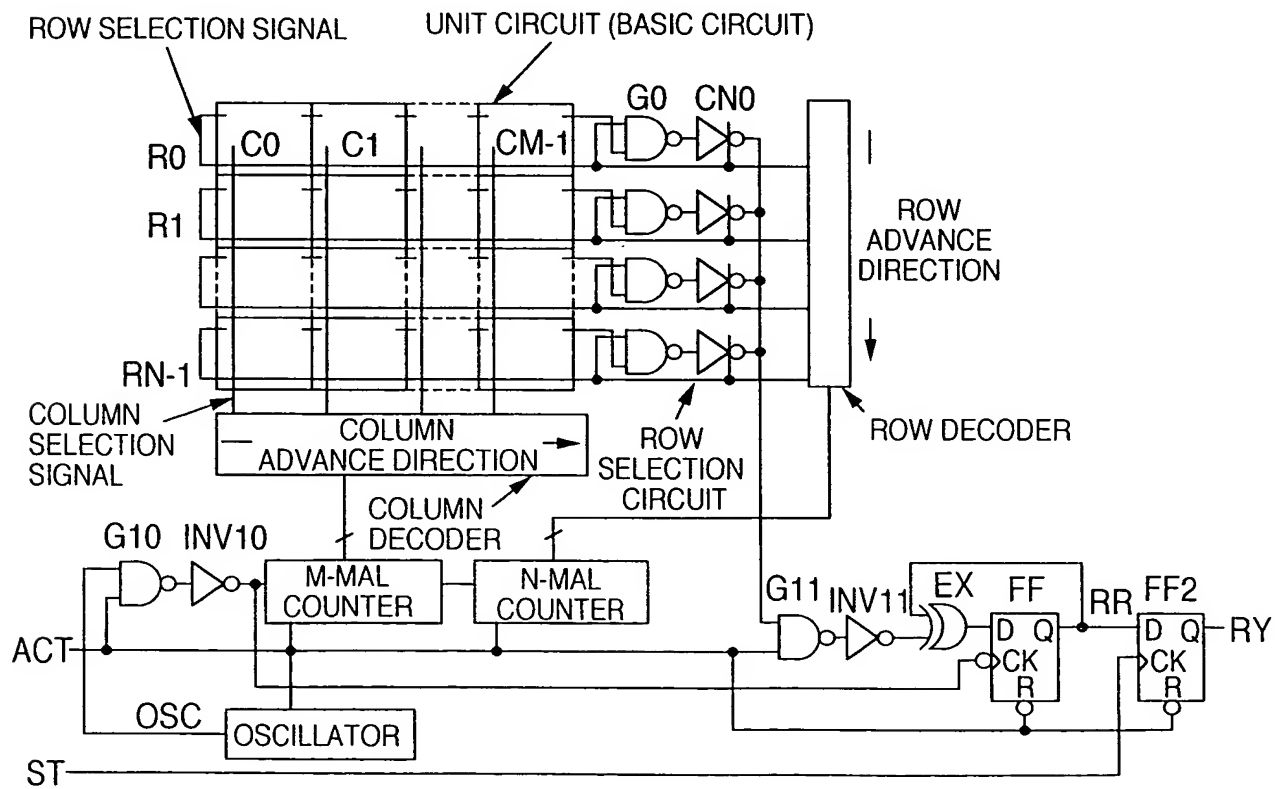 ROW SELECTION SIGNAL
UNIT CIRCUIT (BASIC CIRCUIT)
G0 CN0
C0 C1 CM-1
R0
R1
RN-1
ROW
ADVANCE
DIRECTION
COLUMN
SELECTION
SIGNAL
COLUMN
ADVANCE DIRECTION
ROW
SELECTION
CIRCUIT
ROW DECODER
COLUMN
DECODER
G10 INV10
M-MAL
COUNTER
N-MAL
COUNTER
G11 INV11 EX FF RR FF2
D Q
CK
R
D Q
CK
R
RY
ACT
OSC
OSCILLATOR
ST